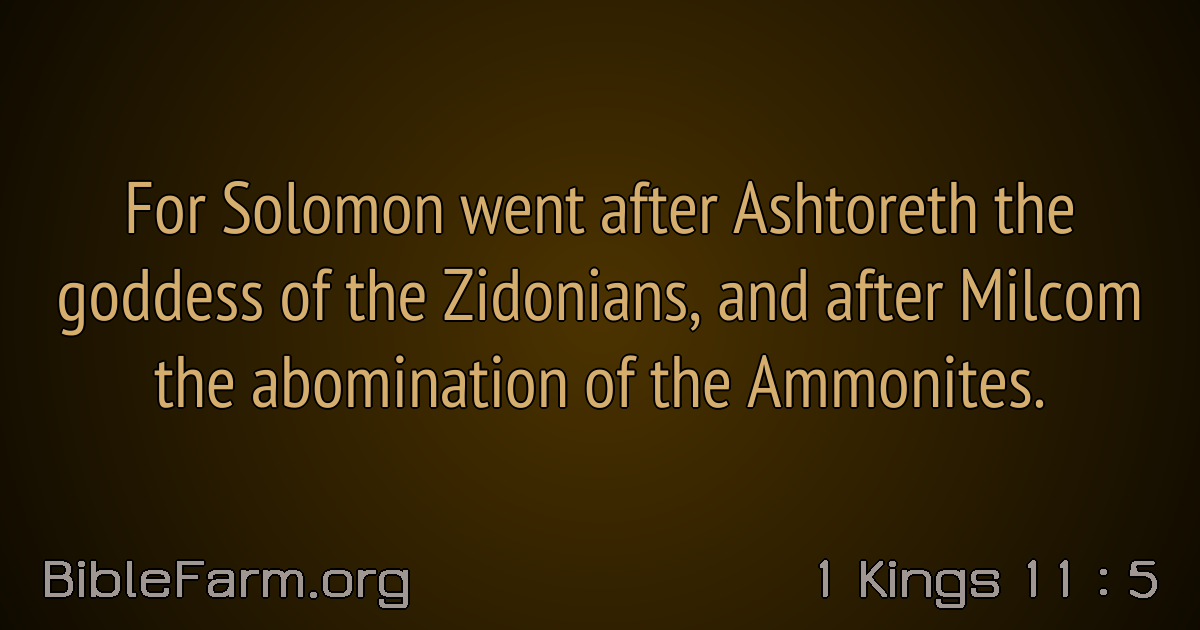 For Solomon went after Ashtoreth the
goddess of the Zidonians, and after Milcom
the abomination of the Ammonites.
BibleFarm.org
1 Kings 11 : 5